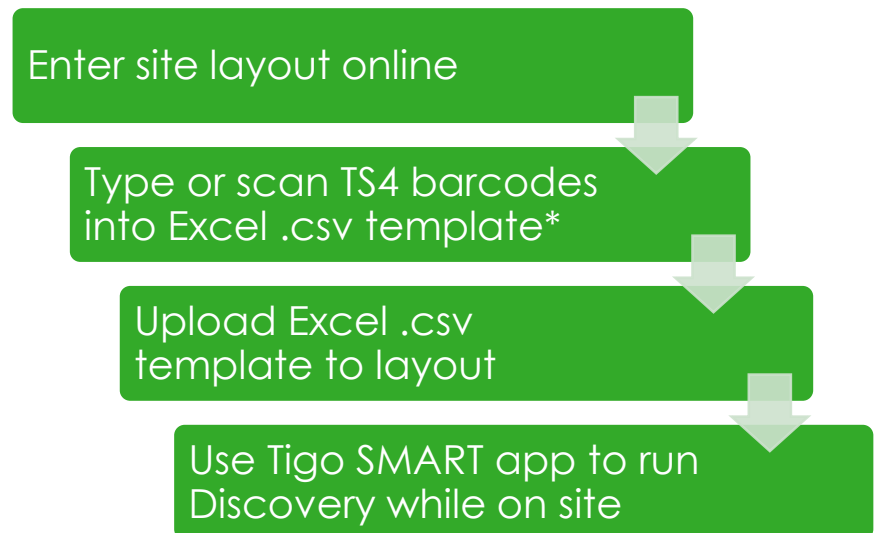 Enter site layout online
Type or scan TS4 barcodes
into Excel .csv template*
Upload Excel .csv
template to layout
Use Tigo SMART app to run
Discovery while on site